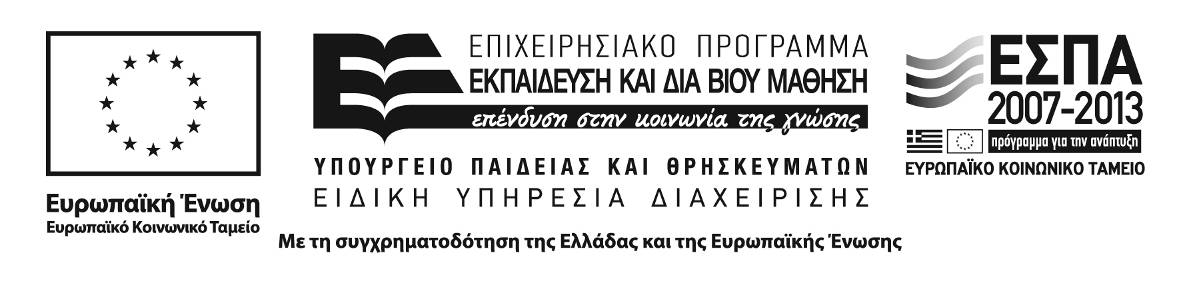 Ευρωπαϊκή Ένωση
Ευρωπαϊκό Κοινωνικό Ταμείο
ΕΠΙΧΕΙΡΗΣΙΑΚΟ ΠΡΟΓΡΑΜΜΑ
ΕΚΠΑΙΔΕΥΣΗ ΚΑΙ ΔΙΑ ΒΙΟΥ ΜΑΘΗΣΗ
επένδυση στην κοινωνία της γνώσης
ΥΠΟΥΡΓΕΙΟ ΠΑΙΔΕΙΑΣ ΚΑΙ ΘΡΗΣΚΕΥΜΑΤΩΝ
ΕΙΔΙΚΗ ΥΠΗΡΕΣΙΑ ΔΙΑΧΕΙΡΙΣΗΣ
ΕΣΠΑ
2007-2013
πρόγραμμα για την ανάπτυξη
ΕΥΡΩΠΑΪΚΟ ΚΟΙΝΩΝΙΚΟ ΤΑΜΕΙΟ
Με τη συγχρηματοδότηση της Ελλάδας και της Ευρωπαϊκής Ένωσης